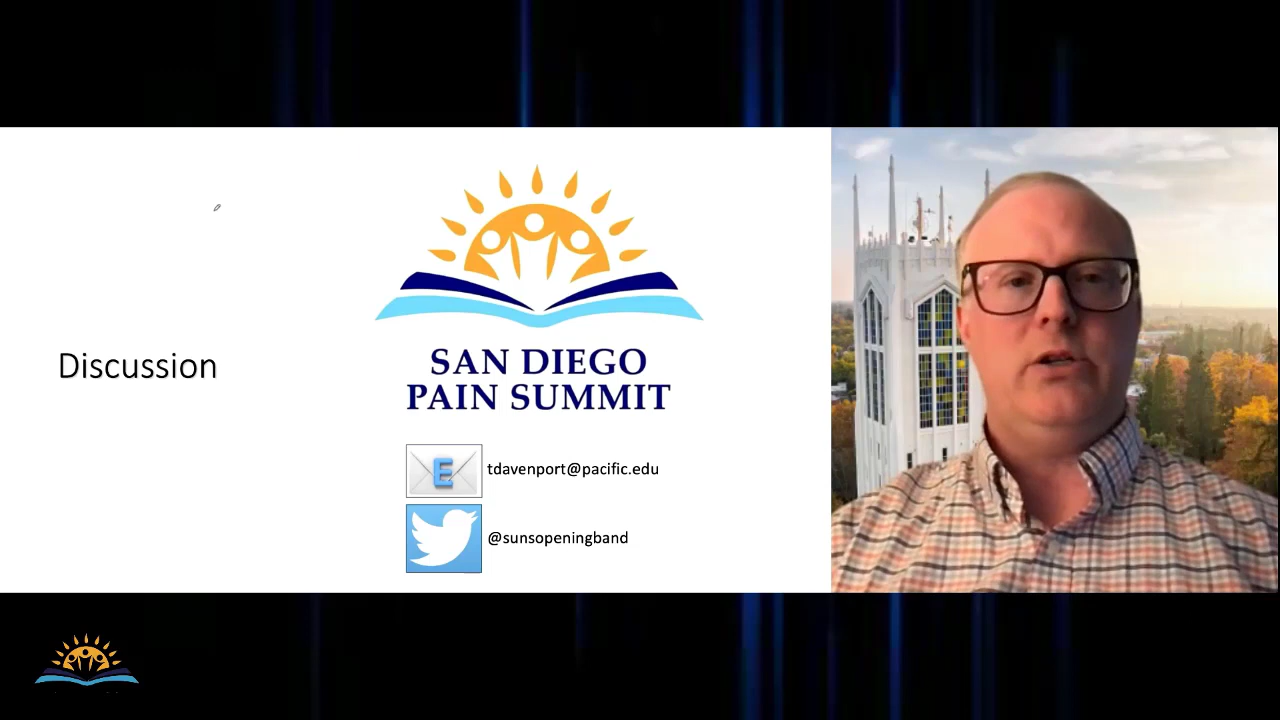 Discussion
SAN DIEGO
PAIN SUMMIT
E
tdavenport@pacific.edu
@sunsopeningband